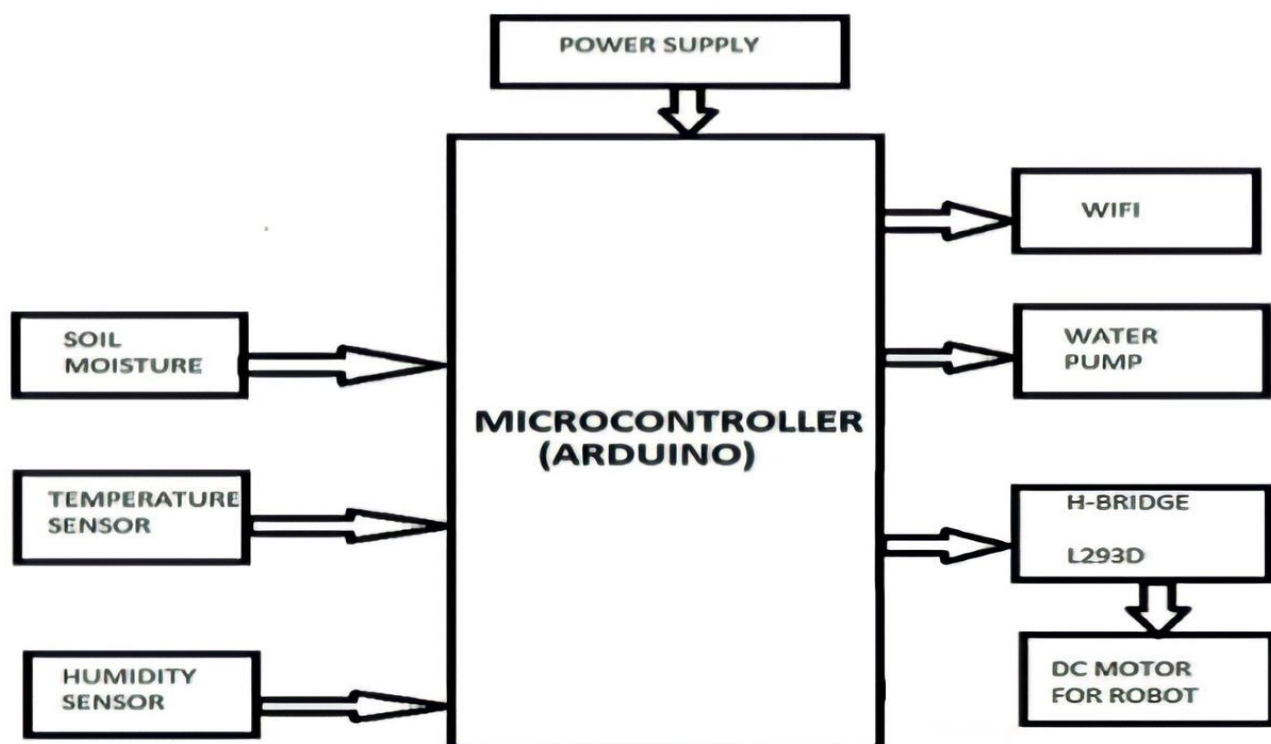 POWER SUPPLY
WIFI
SOIL
MOISTURE
WATER
PUMP
MICROCONTROLLER
(ARDUINO)
TEMPERATURE
SENSOR
H-BRIDGE
L293D
HUMIDITY
SENSOR
DC MOTOR
FOR ROBOT